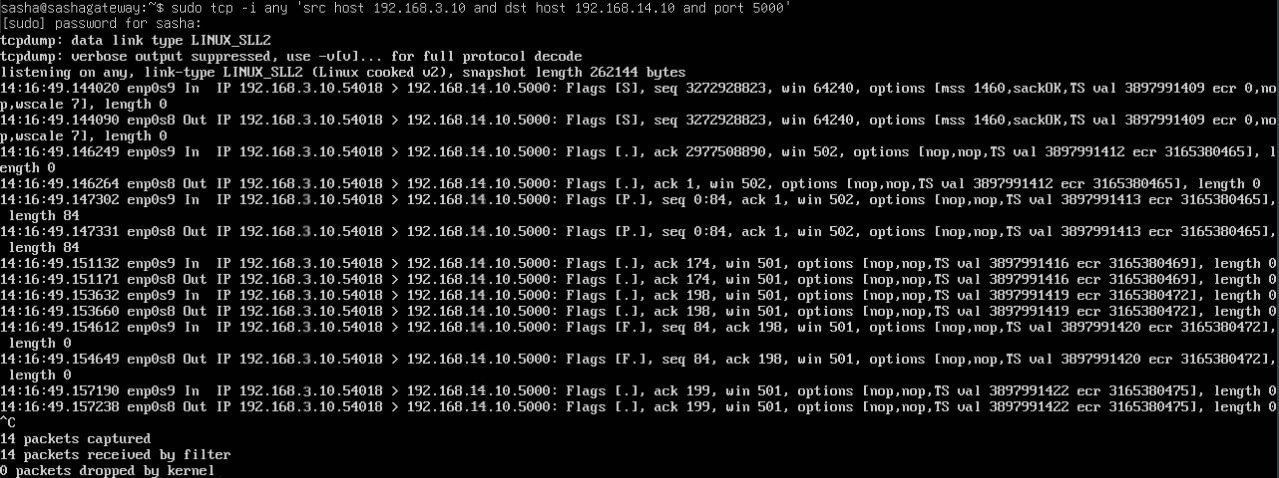 sasha@sashagateway:~$ sudo tcp -i any 'src host 192.168.3.10 and dst host 192.168.14.10 and port 5000'
[sudo] password for sasha:
tcpdump: data link type LINUX_SLL2
tcpdump: verbose output suppressed, use -v[v]... for full protocol decode
listening on any, link-type LINUX_SLL2 (Linux cooked v2), snapshot length 262144 bytes
14:16:49.144020 enp0s9 In  IP 192.168.3.10.54018 > 192.168.14.10.5000: Flags [S], seq 3272928823, win 64240, options [mss 1460,sackOK,TS val 3897991409 ecr 0,no
p,wscale 7], length 0
14:16:49.144090 enp0s8 Out IP 192.168.3.10.54018 > 192.168.14.10.5000: Flags [S], seq 3272928823, win 64240, options [mss 1460,sackOK,TS val 3897991409 ecr 0,no
p,wscale 7], length 0
14:16:49.146249 enp0s9 In  IP 192.168.3.10.54018 > 192.168.14.10.5000: Flags [.], ack 2977508890, win 502, options [nop,nop,TS val 3897991412 ecr 3165380465], l
ength 0
14:16:49.146264 enp0s8 Out IP 192.168.3.10.54018 > 192.168.14.10.5000: Flags [.], ack 1, win 502, options [nop,nop,TS val 3897991412 ecr 3165380465], length 0
14:16:49.147302 enp0s9 In  IP 192.168.3.10.54018 > 192.168.14.10.5000: Flags [P.], seq 0:84, ack 1, win 502, options [nop,nop,TS val 3897991413 ecr 3165380465],
 length 84
14:16:49.147331 enp0s8 Out IP 192.168.3.10.54018 > 192.168.14.10.5000: Flags [P.], seq 0:84, ack 1, win 502, options [nop,nop,TS val 3897991413 ecr 3165380465],
 length 84
14:16:49.151132 enp0s9 In  IP 192.168.3.10.54018 > 192.168.14.10.5000: Flags [.], ack 174, win 501, options [nop,nop,TS val 3897991416 ecr 3165380469], length 0
14:16:49.151171 enp0s8 Out IP 192.168.3.10.54018 > 192.168.14.10.5000: Flags [.], ack 174, win 501, options [nop,nop,TS val 3897991416 ecr 3165380469], length 0
14:16:49.153632 enp0s9 In  IP 192.168.3.10.54018 > 192.168.14.10.5000: Flags [.], ack 198, win 501, options [nop,nop,TS val 3897991419 ecr 3165380472], length 0
14:16:49.153660 enp0s8 Out IP 192.168.3.10.54018 > 192.168.14.10.5000: Flags [.], ack 198, win 501, options [nop,nop,TS val 3897991419 ecr 3165380472], length 0
14:16:49.154612 enp0s9 In  IP 192.168.3.10.54018 > 192.168.14.10.5000: Flags [F.], seq 84, ack 198, win 501, options [nop,nop,TS val 3897991420 ecr 3165380472],
 length 0
14:16:49.154649 enp0s8 Out IP 192.168.3.10.54018 > 192.168.14.10.5000: Flags [F.], seq 84, ack 198, win 501, options [nop,nop,TS val 3897991420 ecr 3165380472],
 length 0
14:16:49.157190 enp0s9 In  IP 192.168.3.10.54018 > 192.168.14.10.5000: Flags [.], ack 199, win 501, options [nop,nop,TS val 3897991422 ecr 3165380475], length 0
14:16:49.157238 enp0s8 Out IP 192.168.3.10.54018 > 192.168.14.10.5000: Flags [.], ack 199, win 501, options [nop,nop,TS val 3897991422 ecr 3165380475], length 0
^C
14 packets captured
14 packets received by filter
0 packets dropped by kernel